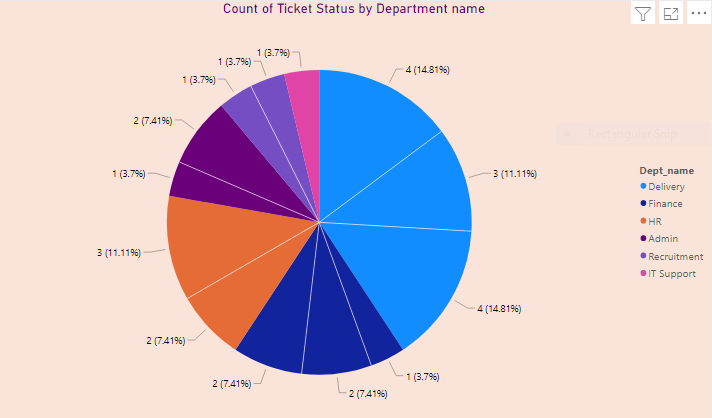 Count of Ticket Status by Department name
1 (3.7%)
4 (14.81%)
1 (3.7%)
1 (3.7%)
2 (7.41%)
Rectangular Snip
1 (3.7%)
3 (11.11%)
Dept_name
Delivery
Finance
HR
Admin
Recruitment
IT Support
3 (11.11%)
4 (14.81%)
2 (7.41%)
1 (3.7%)
2 (7.41%)
2 (7.41%)